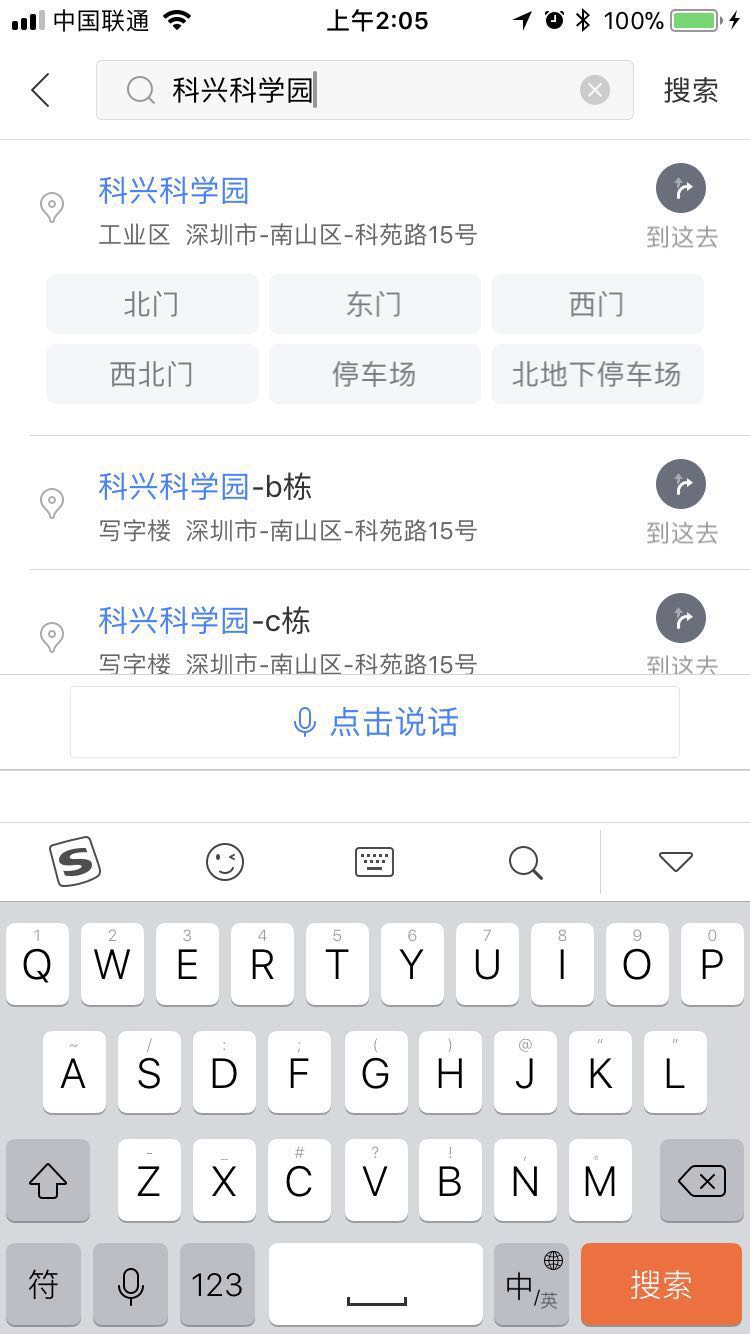 中国联通 上午2:05 100%
科兴科学园 搜索
科兴科学园
工业区 深圳市-南山区-科苑路15号 到这去
北门 东门 西门
西北门 停车场 北地下停车场
科兴科学园-b栋
写字楼 深圳市-南山区-科苑路15号 到这去
科兴科学园-c栋
写字楼 深圳市-南山区-科苑路15号 到这去
点击说话
S
1 2 3 4 5 6 7 8 9 0
Q W E R T Y U I O P
~ / : ; ( ) @ “ ”
A S D F G H J K L
- _ # ? ! , 。
Z X C V B N M
符 123 中/英 搜索